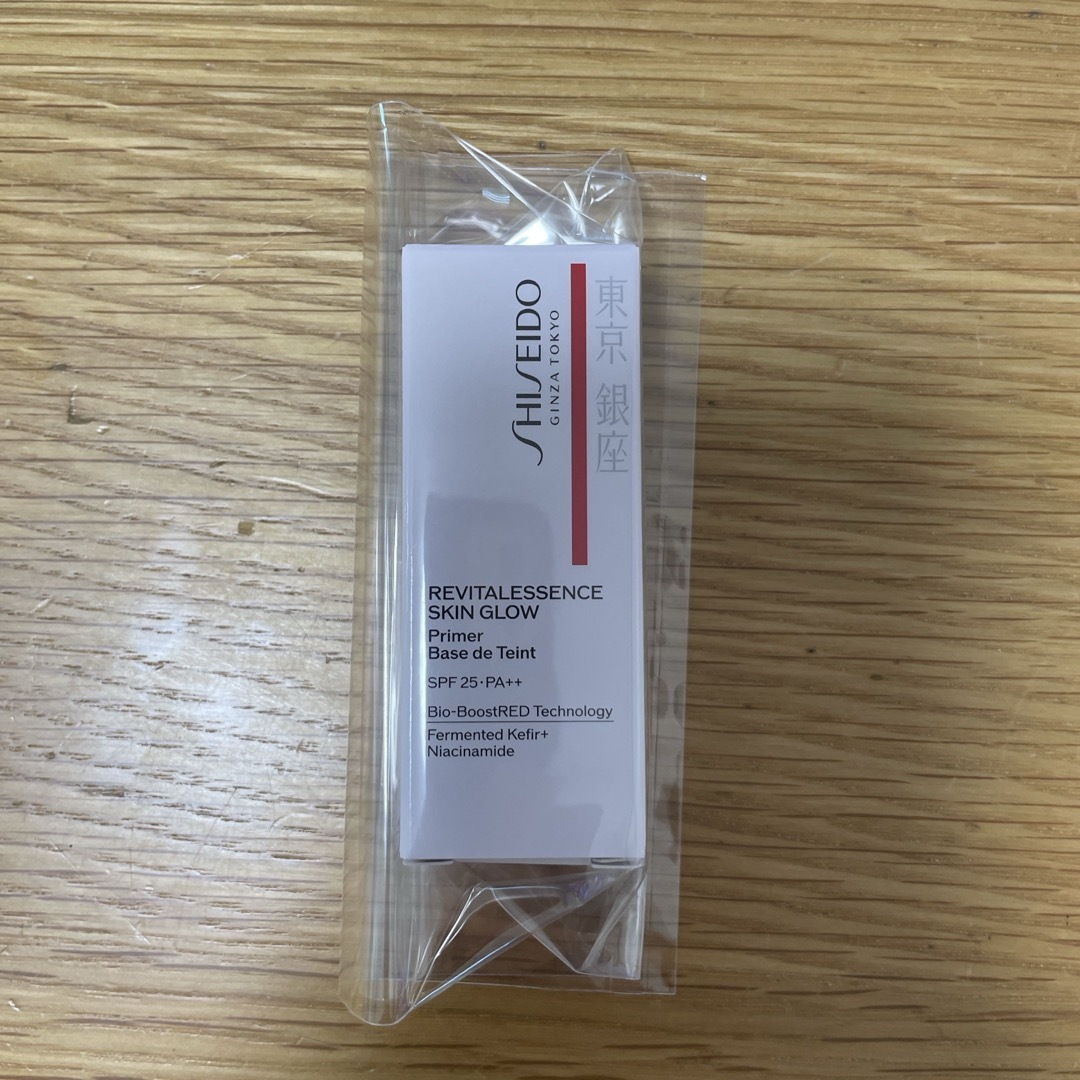 SHISEIDO
GINZA TOKYO
東京 銀座
REVITALESSENCE
SKIN GLOW
Primer
Base de Teint
SPF 25·PA++
Bio-BoostRED Technology
Fermented Kefir+
Niacinamide